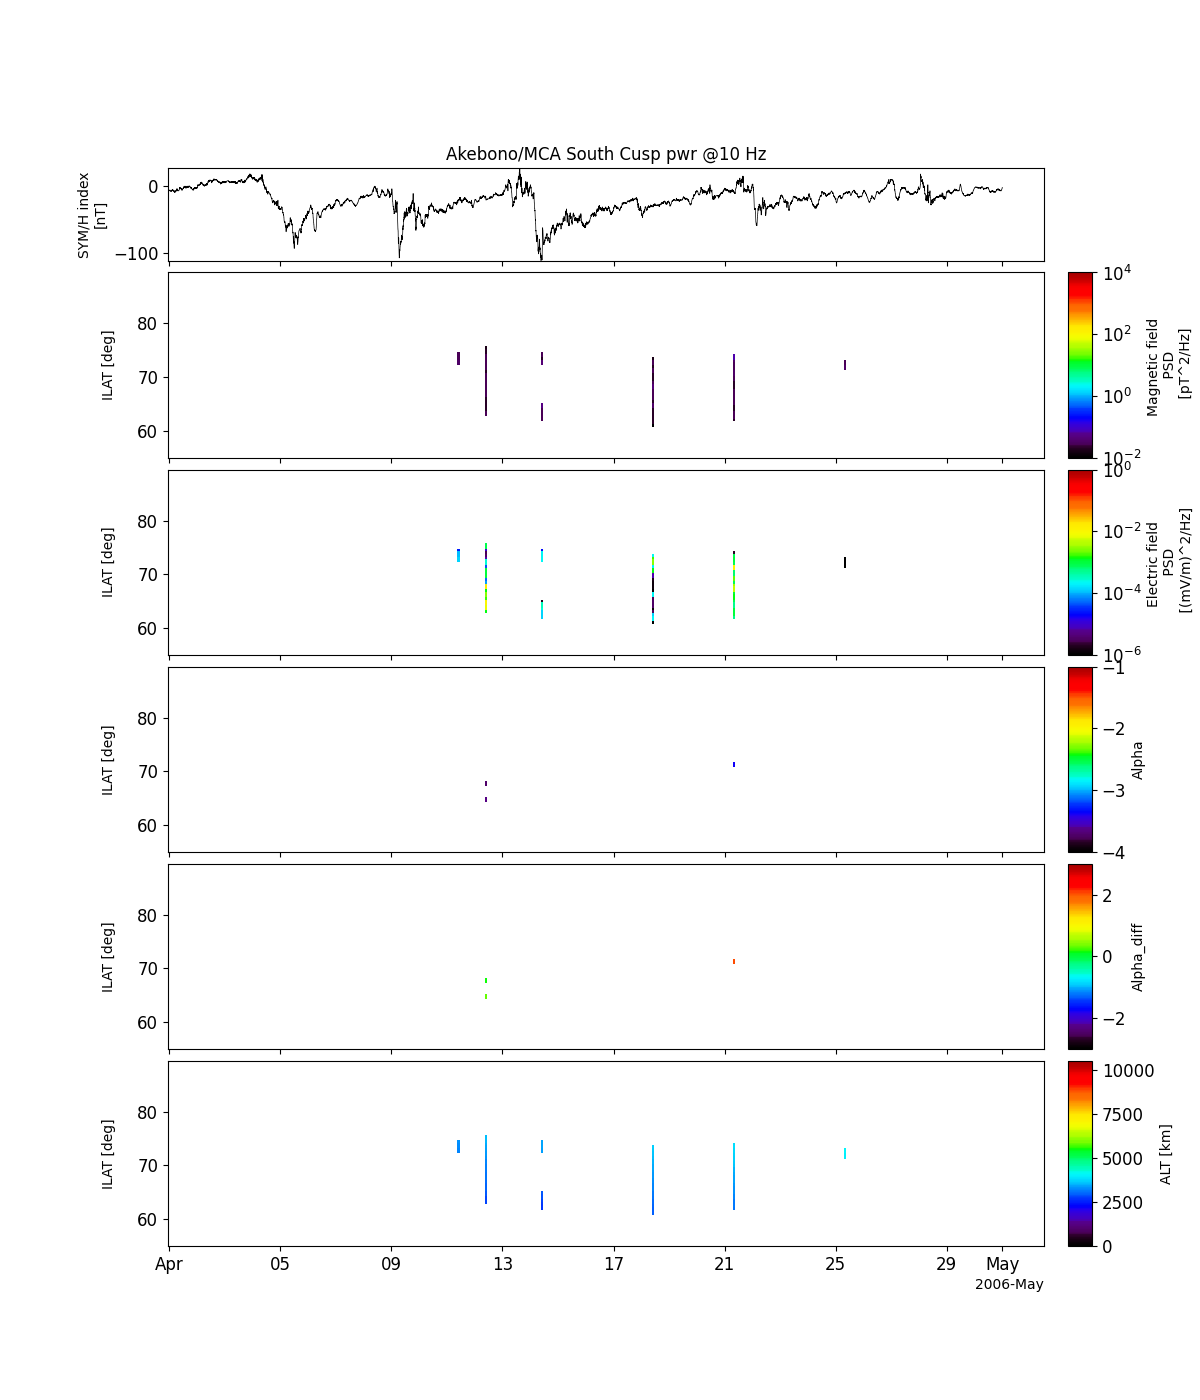 Akebono/MCA South Cusp pwr @10 Hz
SYM/H index
[nT]
0
−100
ILAT [deg]
80
70
60
10^4
10^2
10^0
10^-2
Magnetic field
PSD
[pT^2/Hz]
ILAT [deg]
80
70
60
10^0
10^-2
10^-4
10^-6
Electric field
PSD
[(mV/m)^2/Hz]
ILAT [deg]
80
70
60
−1
−2
−3
−4
Alpha
ILAT [deg]
80
70
60
2
0
−2
Alpha_diff
ILAT [deg]
80
70
60
10000
7500
5000
2500
0
ALT [km]
Apr 05 09 13 17 21 25 29 May
2006-May